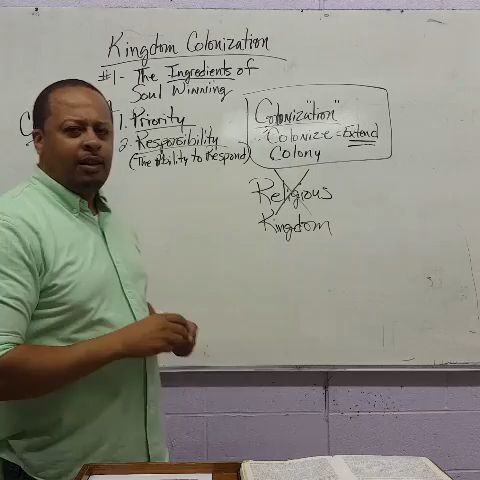 Kingdom Colonization
#1- The Ingredients of
Soul Winning
1. Priority
2. Responsibility
(The ability to Respond)
Colonization"
"Colonize = Extend
Colony
Religious
Kingdom